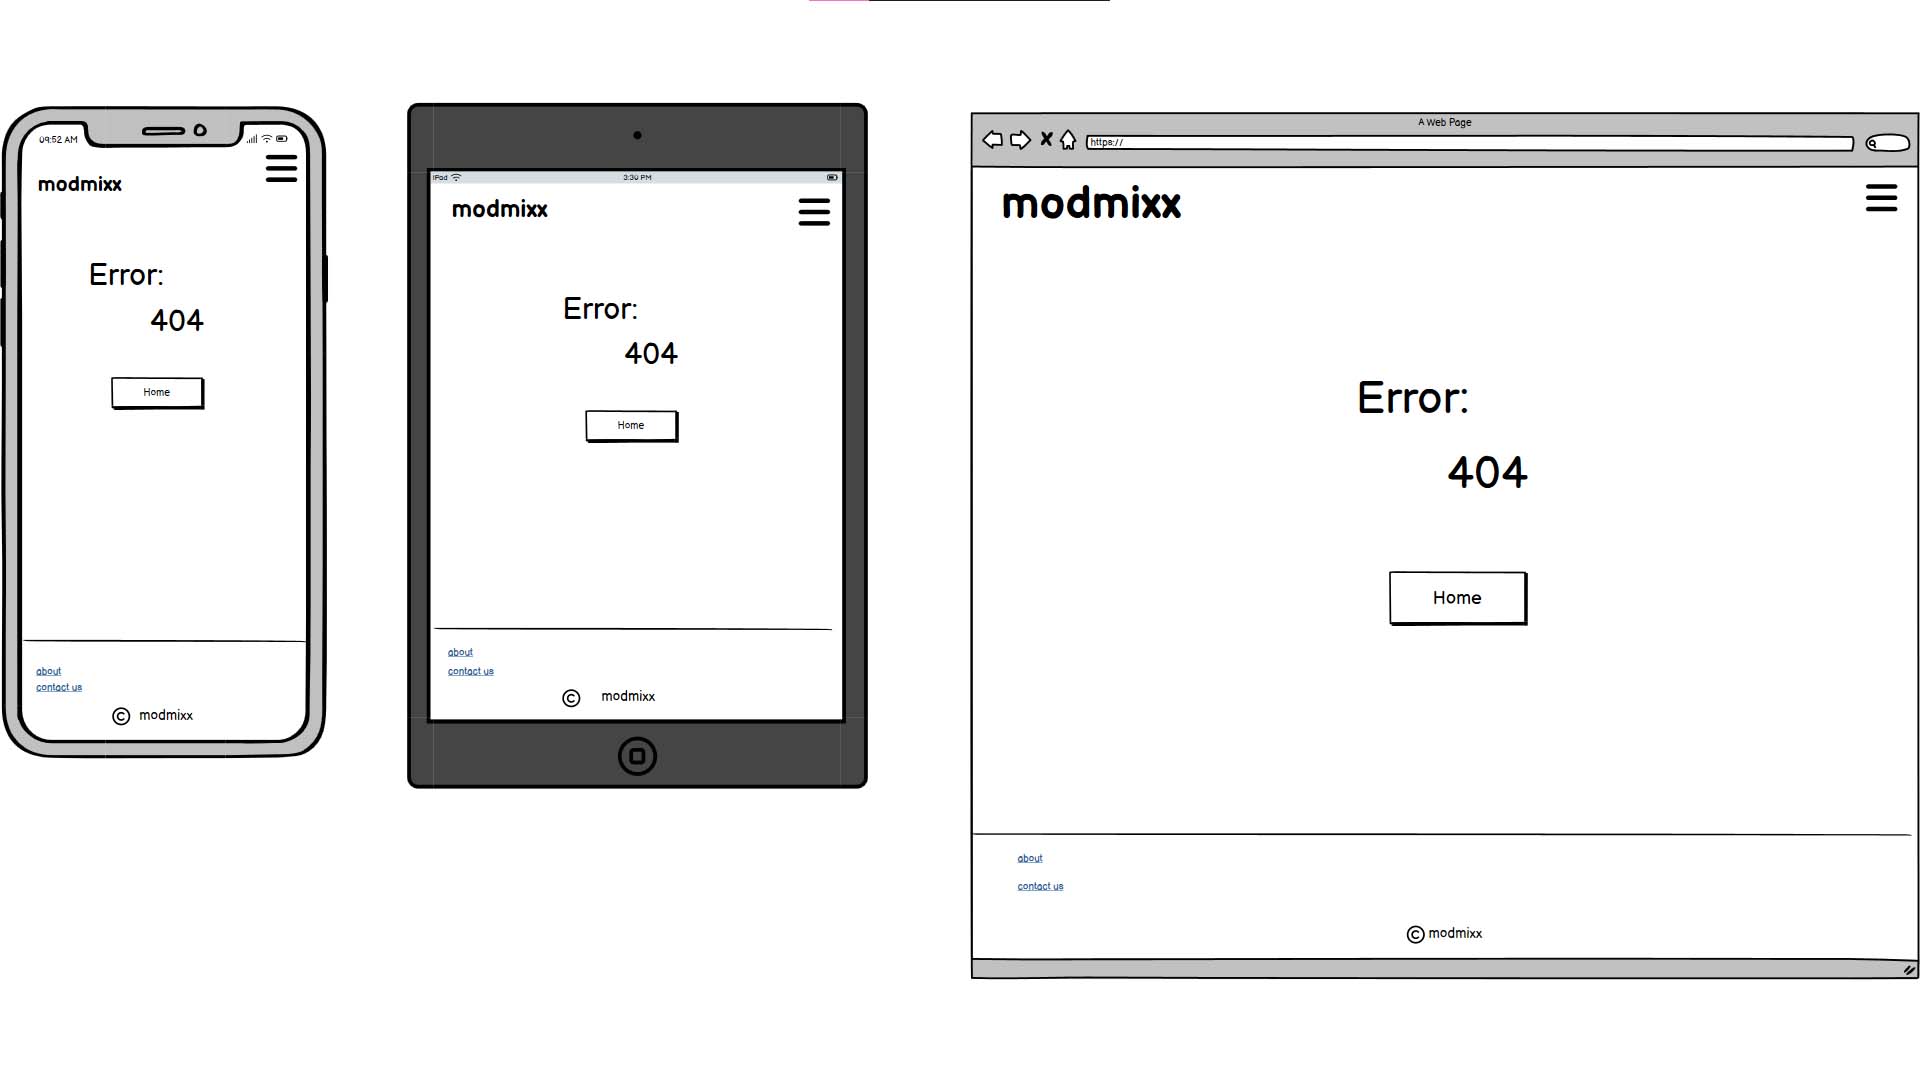 09:52 AM
modmixx
Error:
404
Home
about
contact us
© modmixx
iPad
3:30 PM
modmixx
Error:
404
Home
about
contact us
© modmixx
A Web Page
https://
modmixx
Error:
404
Home
about
contact us
© modmixx